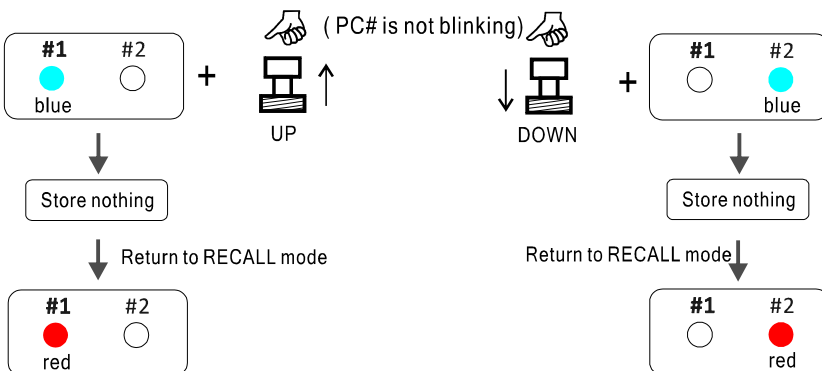 ( PC# is not blinking)
#1 #2
blue
+
UP
DOWN
+
#1 #2
blue
Store nothing
Store nothing
Return to RECALL mode
Return to RECALL mode
#1 #2
red
#1 #2
red